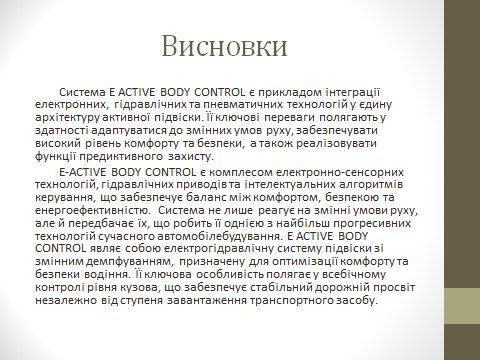 Висновки
Система E ACTIVE BODY CONTROL є прикладом інтеграції
електронних, гідравлічних та пневматичних технологій у єдину
архітектуру активної підвіски. Її ключові переваги полягають у
здатності адаптуватися до змінних умов руху, забезпечувати
високий рівень комфорту та безпеки, а також реалізовувати
функції предиктивного захисту.
E-ACTIVE BODY CONTROL є комплексом електронно-сенсорних
технологій, гідравлічних приводів та інтелектуальних алгоритмів
керування, що забезпечує баланс між комфортом, безпекою та
енергоефективністю. Система не лише реагує на змінні умови руху,
але й передбачає їх, що робить її однією з найбільш прогресивних
технологій сучасного автомобілебудування. E ACTIVE BODY
CONTROL являє собою електрогідравлічну систему підвіски зі
змінним демпфуванням, призначену для оптимізації комфорту та
безпеки водіння. Її ключова особливість полягає у всебічному
контролі рівня кузова, що забезпечує стабільний дорожній просвіт
незалежно від ступеня завантаження транспортного засобу.